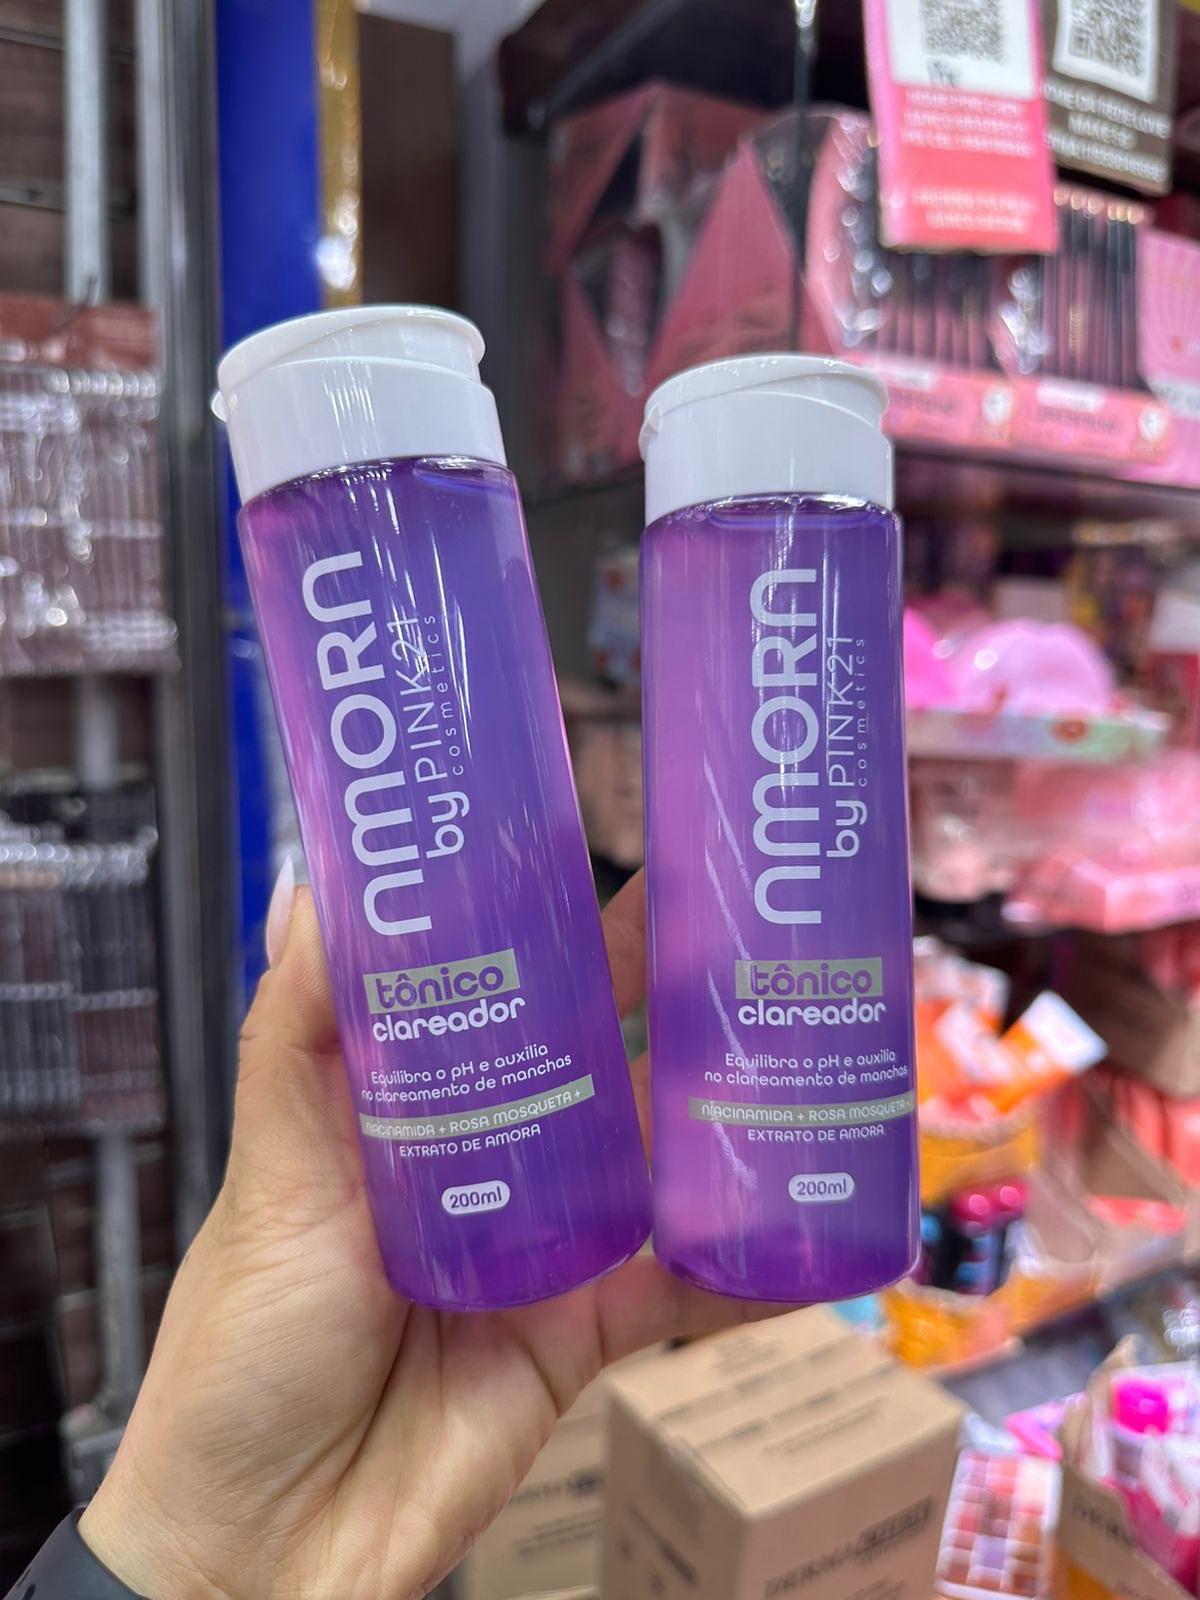 nmorn
by PINK21
cosmetics
tônico
clareador
Equilibra o pH e auxilia
no clareamento de manchas
NIACINAMIDA + ROSA MOSQUETA +
EXTRATO DE AMORA
200ml
nmorn
by PINK21
cosmetics
tônico
clareador
Equilibra o pH e auxilia
no clareamento de manchas
NIACINAMIDA + ROSA MOSQUETA +
EXTRATO DE AMORA
200ml